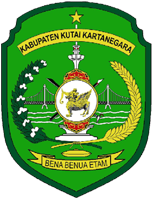 KABUPATEN KUTAI KARTANEGARA
BENA BENUA ETAM